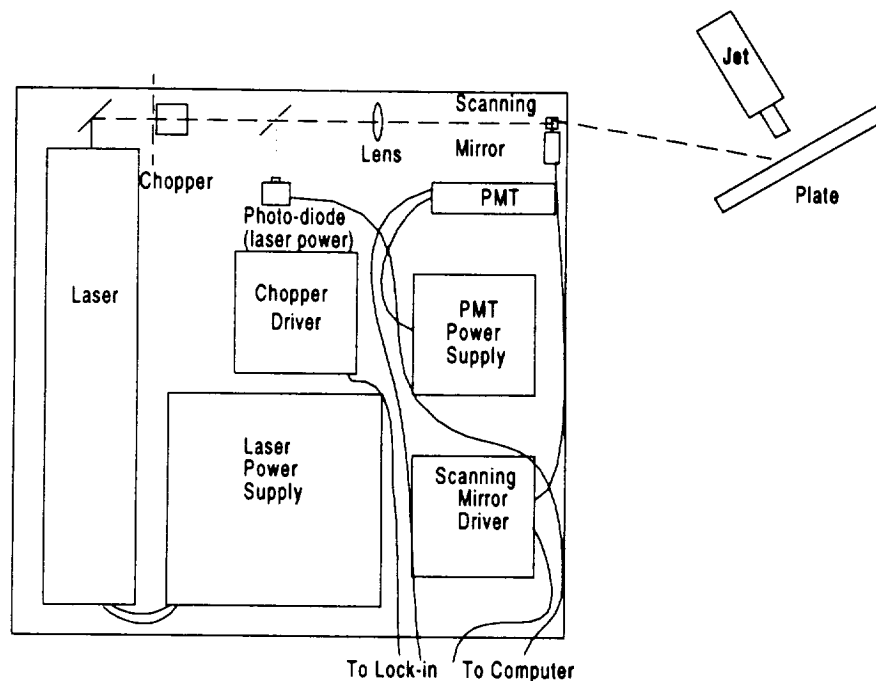 Jet
Scanning
Lens
Mirror
Plate
Chopper
PMT
Photo-diode
(laser power)
Laser
Chopper
Driver
PMT
Power
Supply
Laser
Power
Supply
Scanning
Mirror
Driver
To Lock-in
To Computer